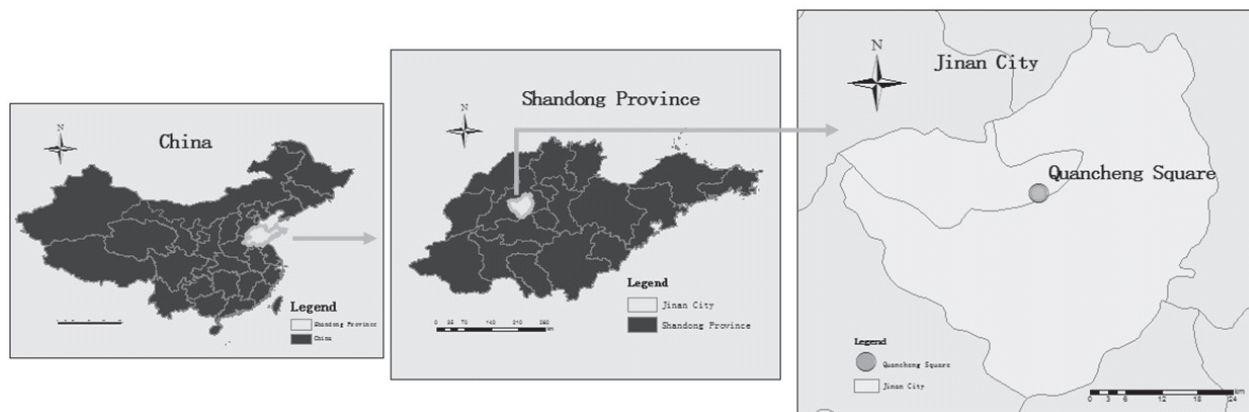 N
China
Legend
Shandong Province
China
N
Shandong Province
Legend
Jinan City
Shandong Province
0 35 70 140 210 280
km
N
Jinan City
Quancheng Square
Legend
Quancheng Square
Jinan City
0 3 6 12 18 24
km